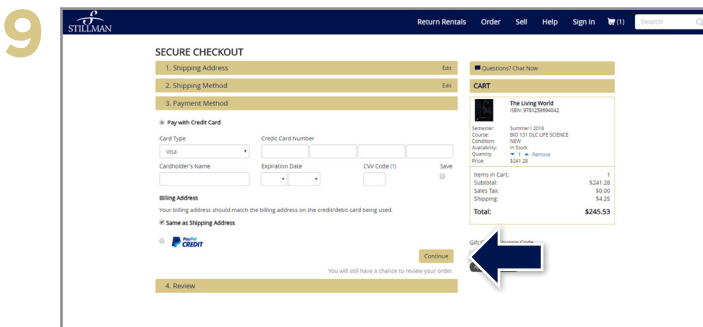 9
STILLMAN
Return Rentals Order Sell Help Sign In (1) Search
SECURE CHECKOUT
1. Shipping Address Edit
2. Shipping Method Edit
3. Payment Method
Pay with Credit Card
Card Type Credit Card Number
Visa
Cardholder's Name Expiration Date CVV Code (?) Save
Billing Address
Your billing address should match the billing address on the credit/debit card being used.
Same as Shipping Address
PayPal
CREDIT
Continue
You will still have a chance to review your order.
4. Review
Questions? Chat Now
CART
The Living World
ISBN: 9781259694042
Semester: Summer I 2018
Course: BIO 131 OLC LIFE SCIENCE
Condition: NEW
Availability: In Stock
Quantity: 1 Remove
Price: $241.28
Items in Cart: 1
Subtotal: $241.28
Sales Tax: $0.00
Shipping: $4.25
Total: $245.53
Code